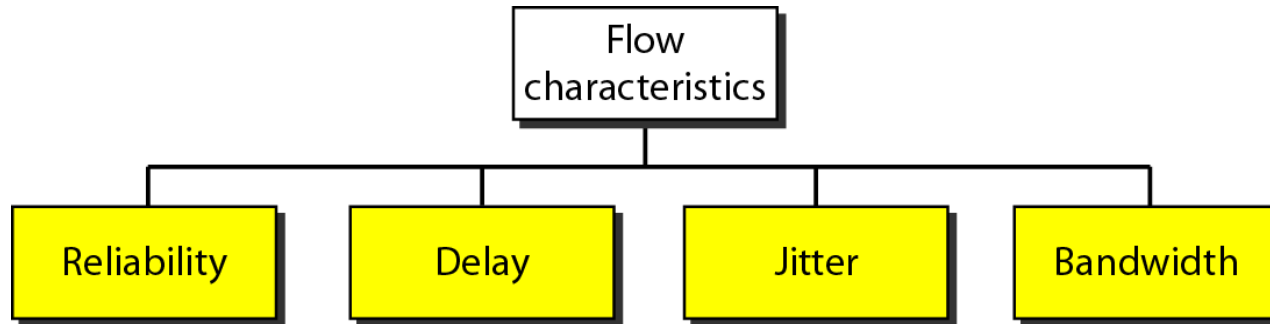 Flow
characteristics
Reliability
Delay
Jitter
Bandwidth